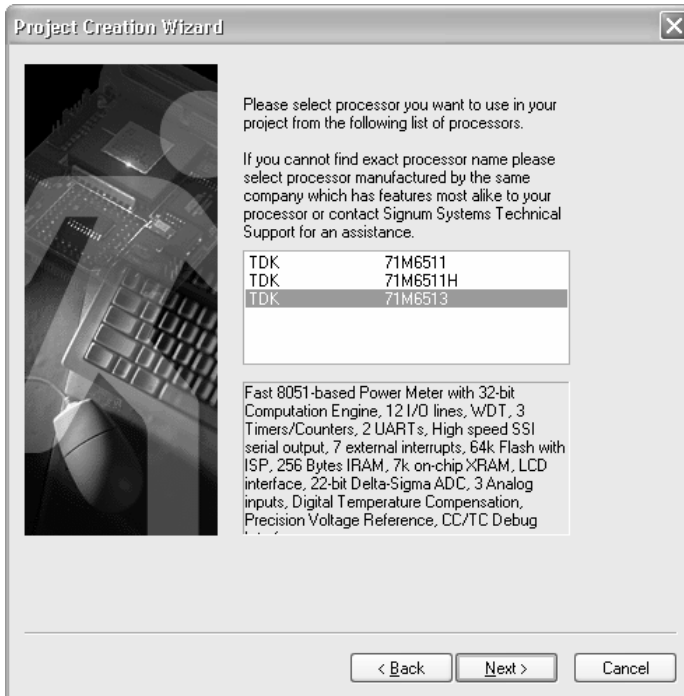 Project Creation Wizard
Please select processor you want to use in your
project from the following list of processors.
If you cannot find exact processor name please
select processor manufactured by the same
company which has features most alike to your
processor or contact Signum Systems Technical
Support for an assistance.
TDK 71M6511
TDK 71M6511H
TDK 71M6513
Fast 8051-based Power Meter with 32-bit
Computation Engine, 12 I/O lines, WDT, 3
Timers/Counters, 2 UARTs, High speed SSI
serial output, 7 external interrupts, 64k Flash with
ISP, 256 Bytes IRAM, 7k on-chip XRAM, LCD
interface, 22-bit Delta-Sigma ADC, 3 Analog
inputs, Digital Temperature Compensation,
Precision Voltage Reference, CC/TC Debug
< Back Next > Cancel